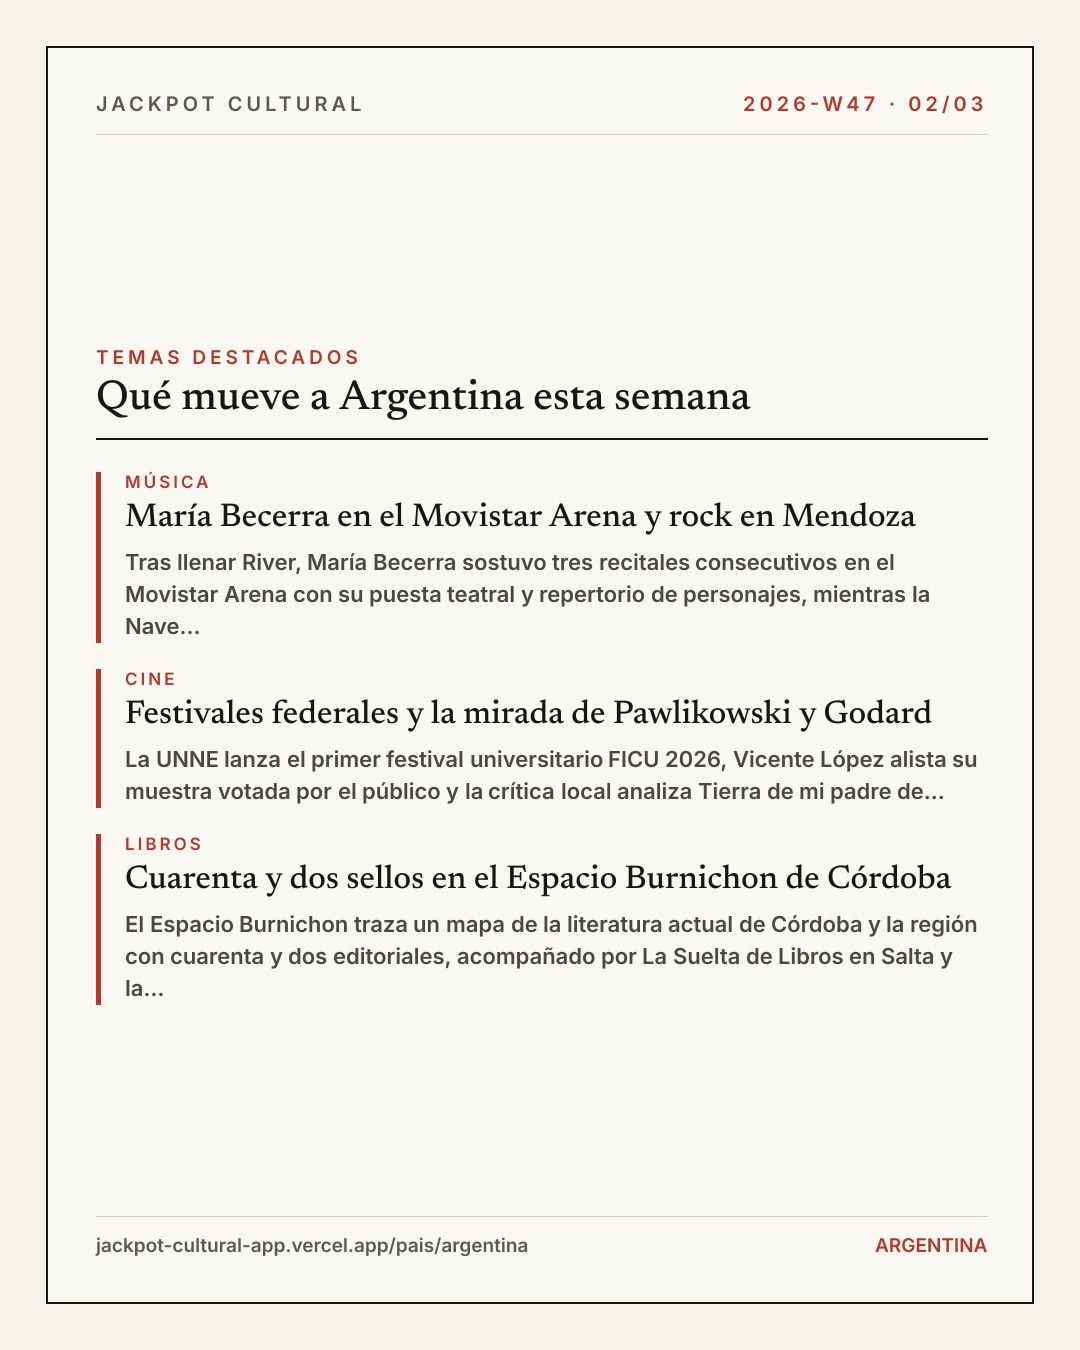 JACKPOT CULTURAL
2026-W47 · 02/03
TEMAS DESTACADOS
Qué mueve a Argentina esta semana
MÚSICA
María Becerra en el Movistar Arena y rock en Mendoza
Tras llenar River, María Becerra sostuvo tres recitales consecutivos en el
Movistar Arena con su puesta teatral y repertorio de personajes, mientras la
Nave…
CINE
Festivales federales y la mirada de Pawlikowski y Godard
La UNNE lanza el primer festival universitario FICU 2026, Vicente López alista su
muestra votada por el público y la crítica local analiza Tierra de mi padre de…
LIBROS
Cuarenta y dos sellos en el Espacio Burnichon de Córdoba
El Espacio Burnichon traza un mapa de la literatura actual de Córdoba y la región
con cuarenta y dos editoriales, acompañado por La Suelta de Libros en Salta y
la…
jackpot-cultural-app.vercel.app/pais/argentina
ARGENTINA